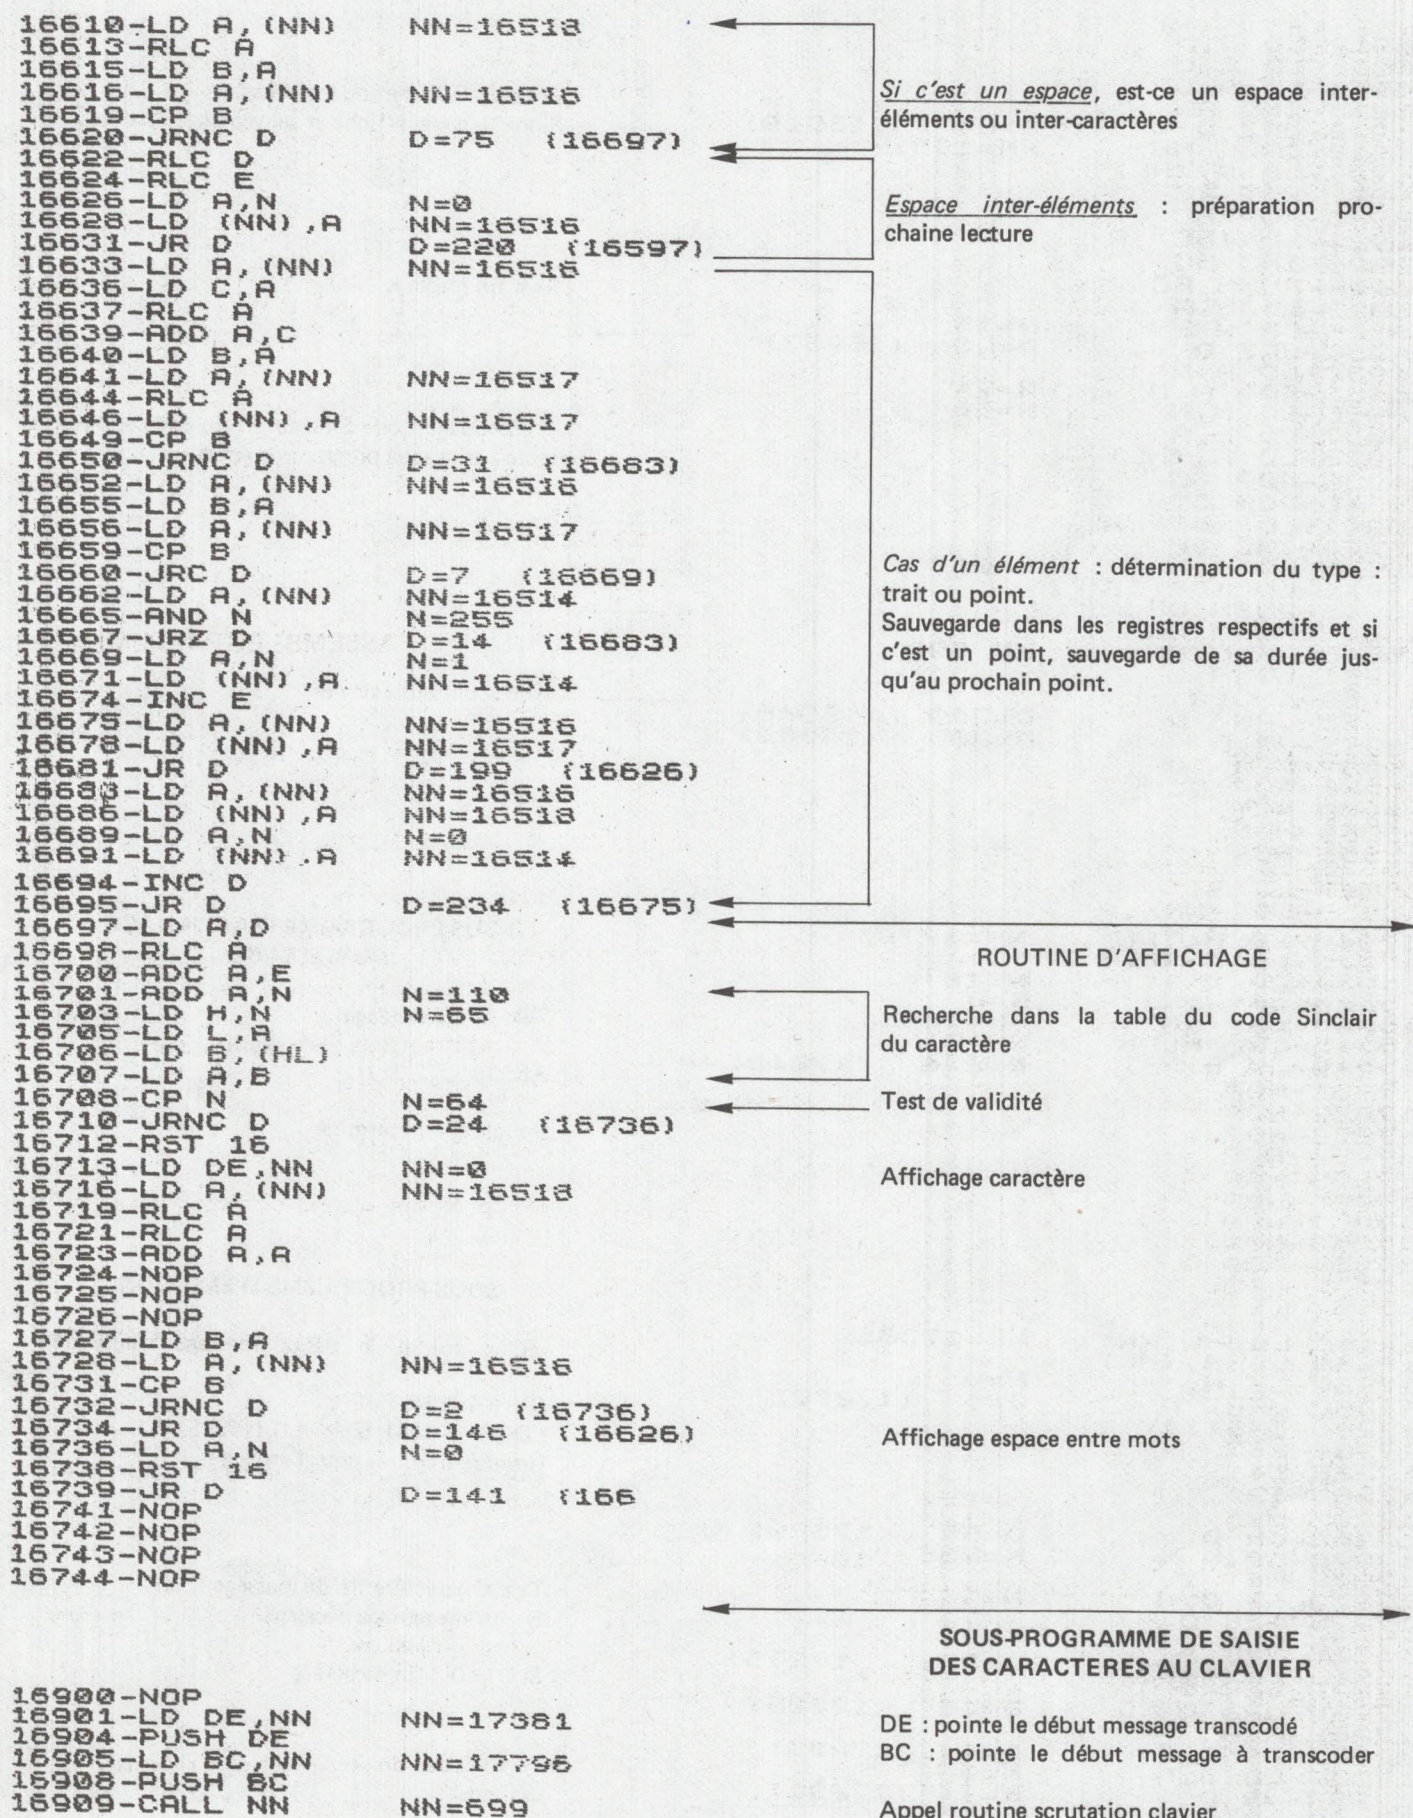 16610-LD A,(NN) NN=16518
16613-RLC A
16615-LD B,A
16616-LD A,(NN) NN=16516
16619-CP B
16620-JRNC D D=75 (16697)
Si c'est un espace, est-ce un espace inter-
éléments ou inter-caractères
16622-RLC D
16624-RLC E
16626-LD A,N N=0
16628-LD (NN),A NN=16516
16631-JR D D=220 (16597)
Espace inter-éléments : préparation pro-
chaine lecture
16633-LD A,(NN) NN=16516
16636-LD C,A
16637-RLC A
16639-ADD A,C
16640-LD B,A
16641-LD A,(NN) NN=16517
16644-RLC A
16646-LD (NN),A NN=16517
16649-CP B
16650-JRNC D D=31 (16683)
16652-LD A,(NN) NN=16516
16655-LD B,A
16656-LD A,(NN) NN=16517
16659-CP B
16660-JRC D D=7 (16669)
16662-LD A,(NN) NN=16514
16665-AND N N=255
16667-JRZ D D=14 (16683)
16669-LD A,N N=1
16671-LD (NN),A NN=16514
16674-INC E
16675-LD A,(NN) NN=16516
16678-LD (NN),A NN=16517
16681-JR D D=199 (16626)
16683-LD A,(NN) NN=16516
16686-LD (NN),A NN=16518
16689-LD A,N N=0
16691-LD (NN),A NN=16514
16694-INC D
16695-JR D D=234 (16675)
Cas d'un élément : détermination du type :
trait ou point.
Sauvegarde dans les registres respectifs et si
c'est un point, sauvegarde de sa durée jus-
qu'au prochain point.
16697-LD A,D
16698-RLC A
ROUTINE D'AFFICHAGE
16700-ADC A,E
16701-ADD A,N N=110
16703-LD H,N N=65
16705-LD L,A
16706-LD B,(HL)
16707-LD A,B
Recherche dans la table du code Sinclair
du caractère
16708-CP N N=64
Test de validité
16710-JRNC D D=24 (16736)
16712-RST 16
16713-LD DE,NN NN=0
16716-LD A,(NN) NN=16518
Affichage caractère
16719-RLC A
16721-RLC A
16723-ADD A,A
16724-NOP
16725-NOP
16726-NOP
16727-LD B,A
16728-LD A,(NN) NN=16516
16731-CP B
16732-JRNC D D=2 (16736)
16734-JR D D=146 (16626)
16736-LD A,N N=0
Affichage espace entre mots
16738-RST 16
16739-JR D D=141 (166
16741-NOP
16742-NOP
16743-NOP
16744-NOP
SOUS-PROGRAMME DE SAISIE
DES CARACTERES AU CLAVIER
16900-NOP
16901-LD DE,NN NN=17381
DE : pointe le début message transcodé
16904-PUSH DE
16905-LD BC,NN NN=17796
BC : pointe le début message à transcoder
16908-PUSH BC
16909-CALL NN NN=699
Appel routine scrutation clavier